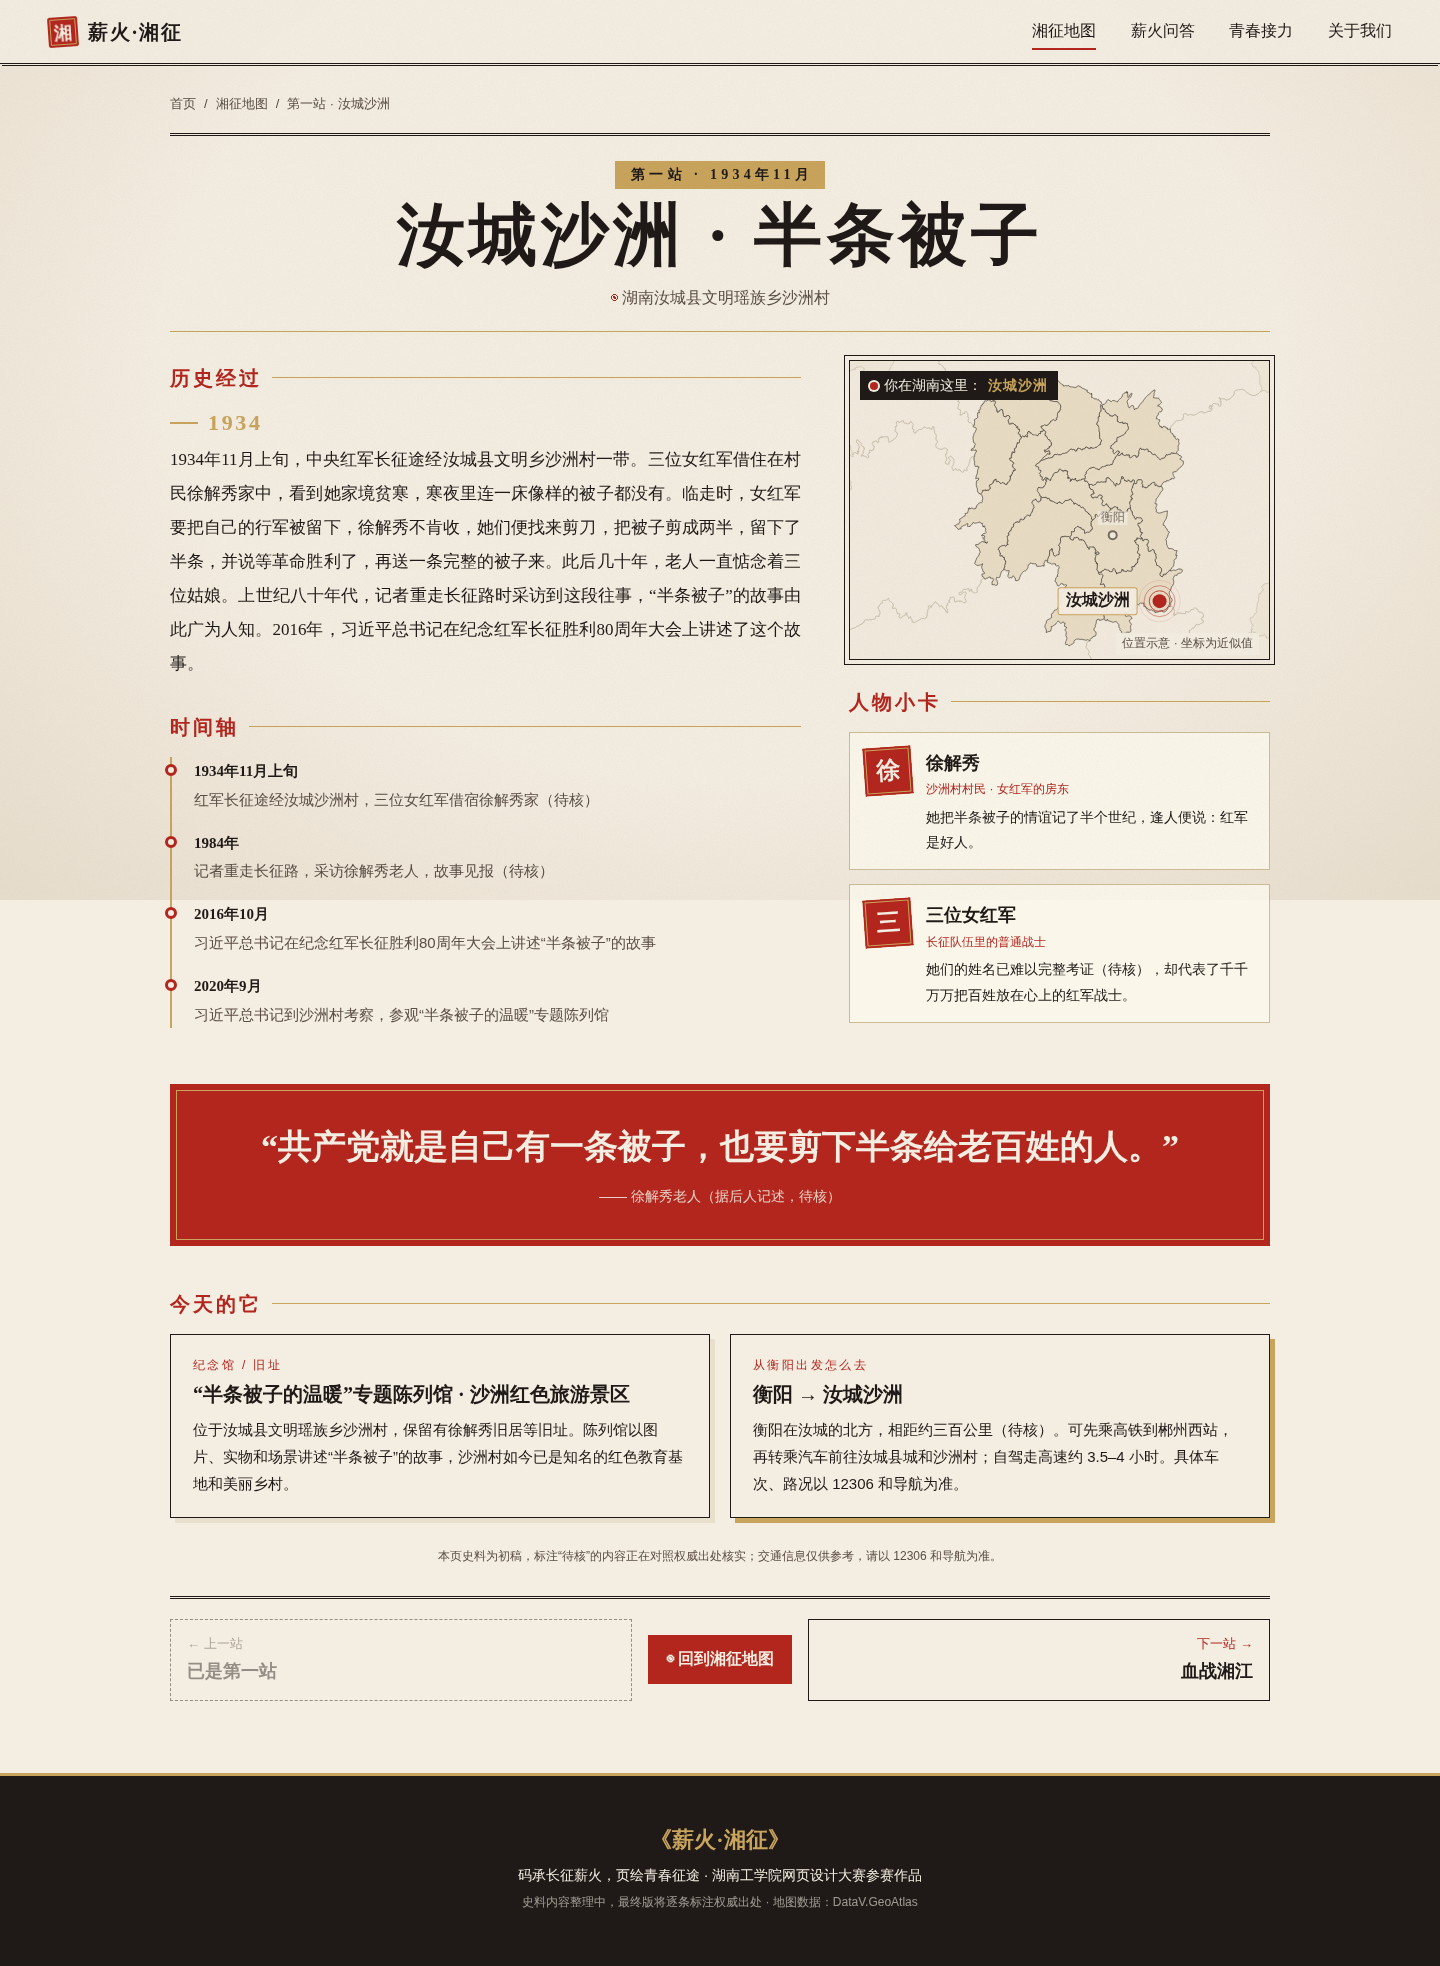 湘 薪火·湘征
湘征地图 薪火问答 青春接力 关于我们
首页 / 湘征地图 / 第一站 · 汝城沙洲
第一站 · 1934年11月
汝城沙洲 · 半条被子
湖南汝城县文明瑶族乡沙洲村
历史经过
1934
1934年11月上旬，中央红军长征途经汝城县文明乡沙洲村一带。三位女红军借住在村
民徐解秀家中，看到她家境贫寒，寒夜里连一床像样的被子都没有。临走时，女红军
要把自己的行军被留下，徐解秀不肯收，她们便找来剪刀，把被子剪成两半，留下了
半条，并说等革命胜利了，再送一条完整的被子来。此后几十年，老人一直惦念着三
位姑娘。上世纪八十年代，记者重走长征路时采访到这段往事，“半条被子”的故事由
此广为人知。2016年，习近平总书记在纪念红军长征胜利80周年大会上讲述了这个故
事。
时间轴
1934年11月上旬
红军长征途经汝城沙洲村，三位女红军借宿徐解秀家（待核）
1984年
记者重走长征路，采访徐解秀老人，故事见报（待核）
2016年10月
习近平总书记在纪念红军长征胜利80周年大会上讲述“半条被子”的故事
2020年9月
习近平总书记到沙洲村考察，参观“半条被子的温暖”专题陈列馆
你在湖南这里： 汝城沙洲
衡阳
汝城沙洲
位置示意 · 坐标为近似值
人物小卡
徐
徐解秀
沙洲村村民 · 女红军的房东
她把半条被子的情谊记了半个世纪，逢人便说：红军
是好人。
三
三位女红军
长征队伍里的普通战士
她们的姓名已难以完整考证（待核），却代表了千千
万万把百姓放在心上的红军战士。
“共产党就是自己有一条被子，也要剪下半条给老百姓的人。”
—— 徐解秀老人（据后人记述，待核）
今天的它
纪念馆 / 旧址
“半条被子的温暖”专题陈列馆 · 沙洲红色旅游景区
位于汝城县文明瑶族乡沙洲村，保留有徐解秀旧居等旧址。陈列馆以图
片、实物和场景讲述“半条被子”的故事，沙洲村如今已是知名的红色教育基
地和美丽乡村。
从衡阳出发怎么去
衡阳 → 汝城沙洲
衡阳在汝城的北方，相距约三百公里（待核）。可先乘高铁到郴州西站，
再转乘汽车前往汝城县城和沙洲村；自驾走高速约 3.5–4 小时。具体车
次、路况以 12306 和导航为准。
本页史料为初稿，标注“待核”的内容正在对照权威出处核实；交通信息仅供参考，请以 12306 和导航为准。
← 上一站
已是第一站
回到湘征地图
下一站 →
血战湘江
《薪火·湘征》
码承长征薪火，页绘青春征途 · 湖南工学院网页设计大赛参赛作品
史料内容整理中，最终版将逐条标注权威出处 · 地图数据：DataV.GeoAtlas